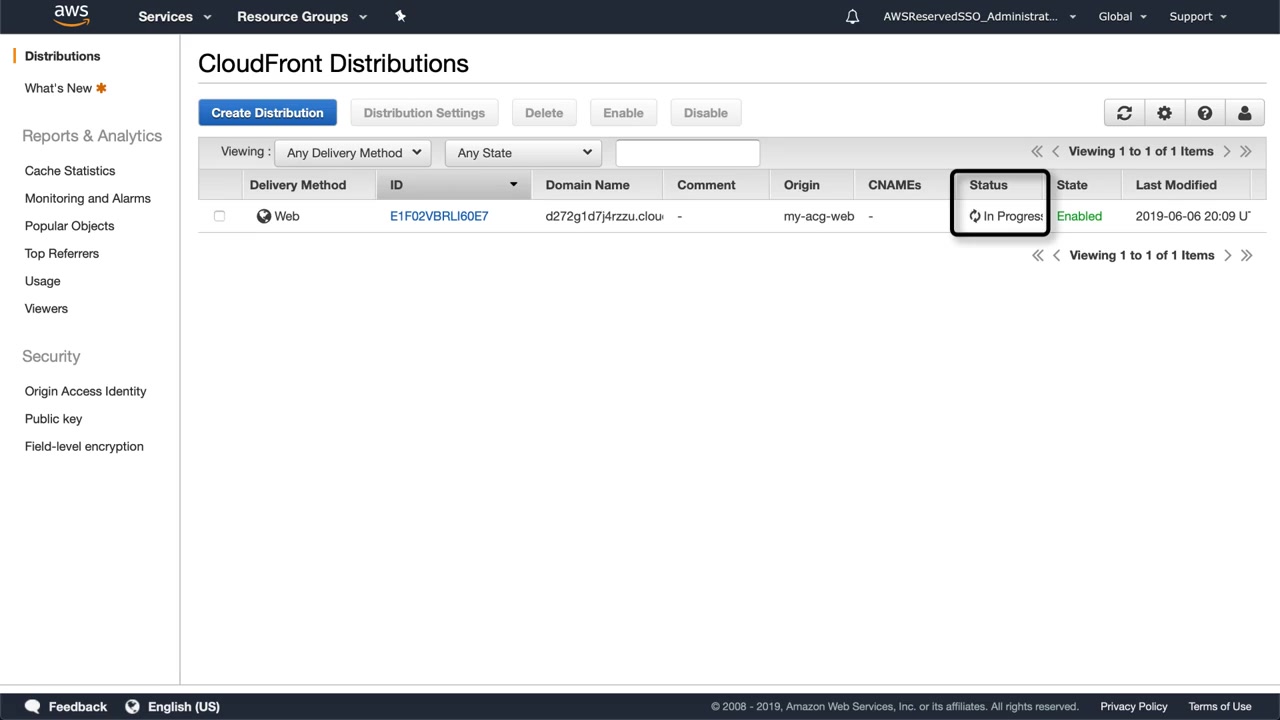 aws Services Resource Groups AWSReservedSSO_Administrat... Global Support
Distributions
What's New
Reports & Analytics
Cache Statistics
Monitoring and Alarms
Popular Objects
Top Referrers
Usage
Viewers
Security
Origin Access Identity
Public key
Field-level encryption
CloudFront Distributions
Create Distribution Distribution Settings Delete Enable Disable
Viewing : Any Delivery Method Any State Viewing 1 to 1 of 1 Items
Delivery Method ID Domain Name Comment Origin CNAMEs Status State Last Modified
Web E1F02VBRLI60E7 d272g1d7j4rzzu.clou - my-acg-web - In Progress Enabled 2019-06-06 20:09 UT
Viewing 1 to 1 of 1 Items
Feedback English (US) © 2008 - 2019, Amazon Web Services, Inc. or its affiliates. All rights reserved. Privacy Policy Terms of Use